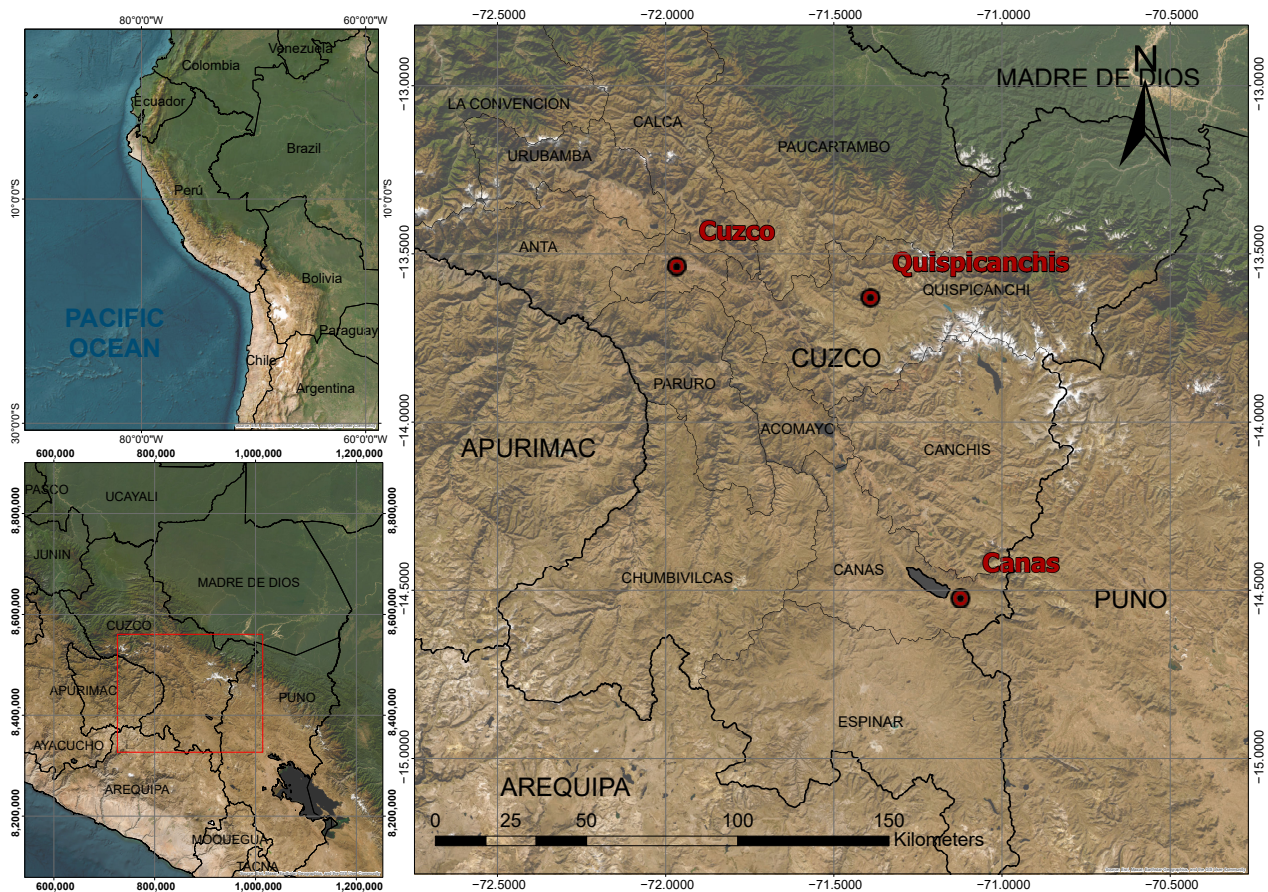 80°0'0"W
60°0'0"W
Venezuela
Colombia
Ecuador
Brazil
Perú
10°0'0"S
10°0'0"S
Bolivia
PACIFIC
OCEAN
Paraguay
Chile
Argentina
30°0'0"S
80°0'0"W
60°0'0"W
600,000
800,000
1,000,000
1,200,000
PASCO
UCAYALI
8,800,000
8,800,000
JUNIN
MADRE DE DIOS
8,600,000
8,600,000
CUZCO
APURIMAC
PUNO
8,400,000
8,400,000
AYACUCHO
AREQUIPA
8,200,000
8,200,000
MOQUEGUA
TACNA
600,000
800,000
1,000,000
1,200,000
−72.5000
−72.0000
−71.5000
−71.0000
−70.5000
N
MADRE DE DIOS
−13.0000
−13.0000
LA CONVENCION
CALCA
PAUCARTAMBO
URUBAMBA
Cuzco
ANTA
−13.5000
−13.5000
Quispicanchis
QUISPICANCHI
CUZCO
PARURO
−14.0000
−14.0000
ACOMAYO
APURIMAC
CANCHIS
Canas
CANAS
CHUMBIVILCAS
−14.5000
−14.5000
PUNO
ESPINAR
−15.0000
−15.0000
AREQUIPA
0
25
50
100
150
Kilometers
−72.5000
−72.0000
−71.5000
−71.0000
−70.5000